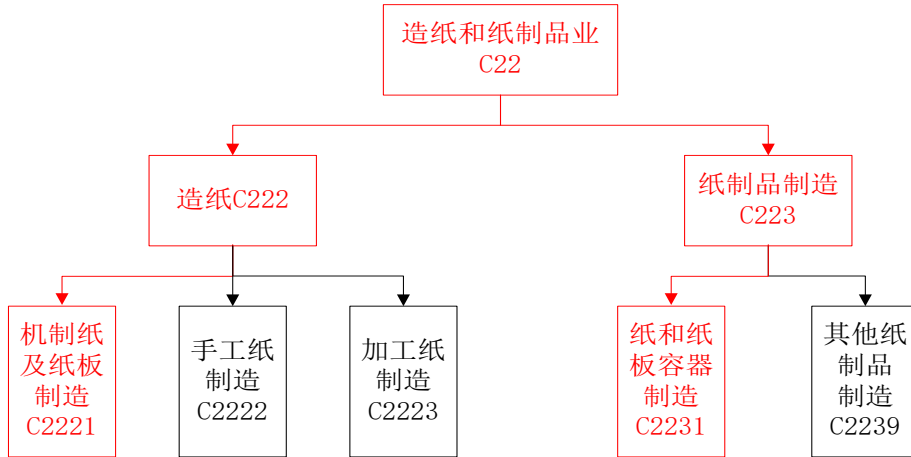 造纸和纸制品业
C22
造纸C222
纸制品制造
C223
机制纸
及纸板
制造
C2221
手工纸
制造
C2222
加工纸
制造
C2223
纸和纸
板容器
制造
C2231
其他纸
制品
制造
C2239